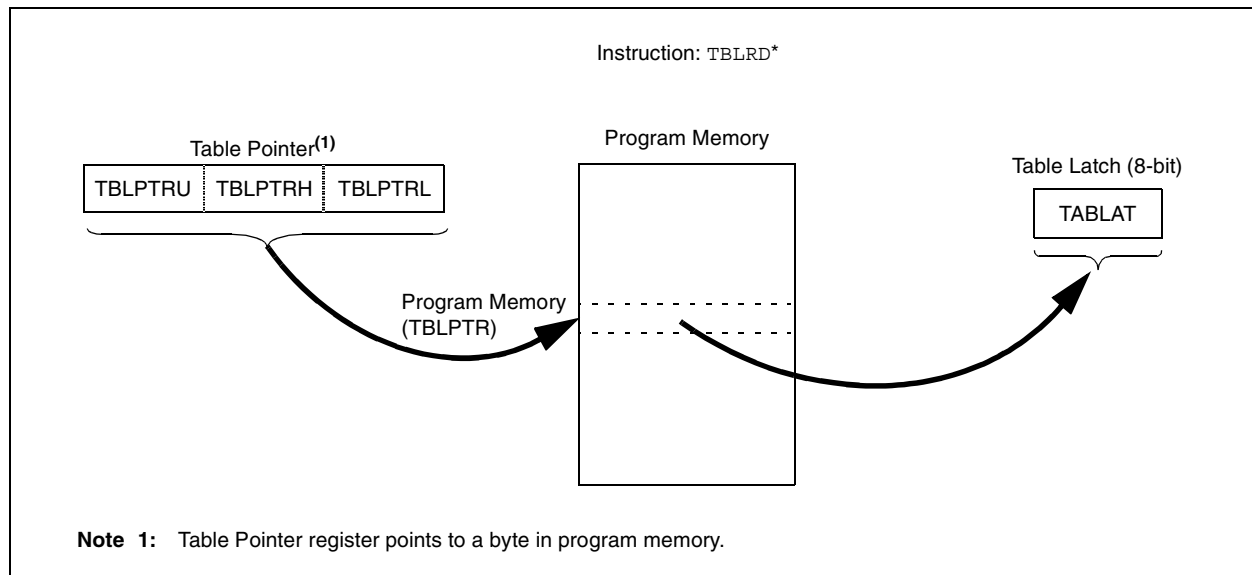 Instruction: TBLRD*
Table Pointer(1)
TBLPTRU TBLPTRH TBLPTRL
Program Memory
Table Latch (8-bit)
TABLAT
Program Memory
(TBLPTR)
Note 1: Table Pointer register points to a byte in program memory.